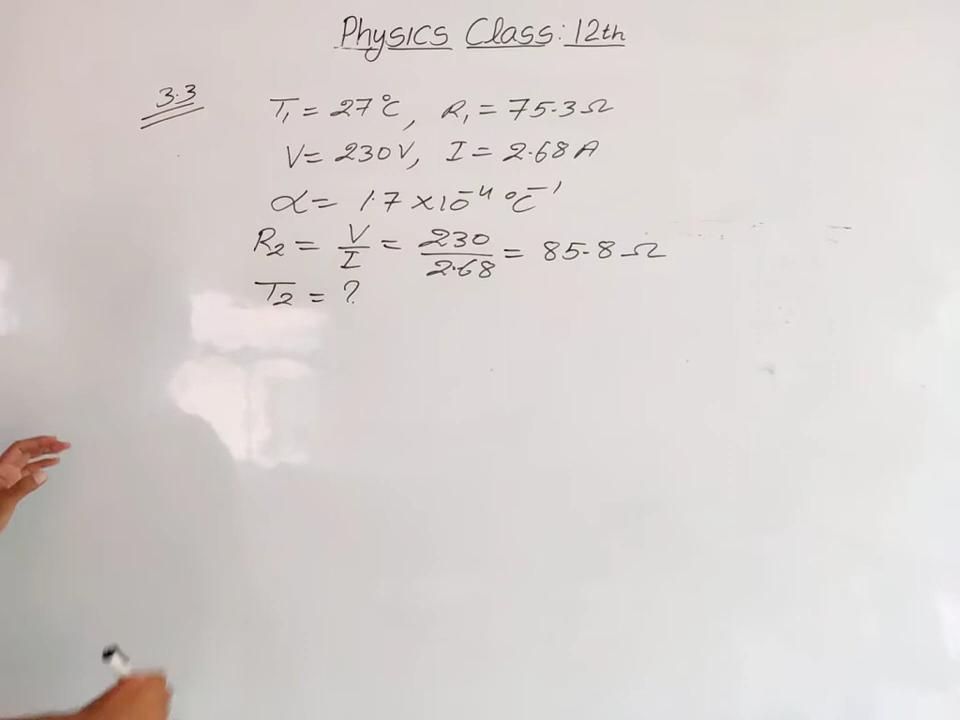 Physics Class: 12th
3.3
T₁ = 27°C, R₁ = 75.3 Ω
V = 230V, I = 2.68 A
α = 1.7 × 10⁻⁴ °C⁻¹
R₂ = V/I = 230/2.68 = 85.8 Ω
T₂ = ?